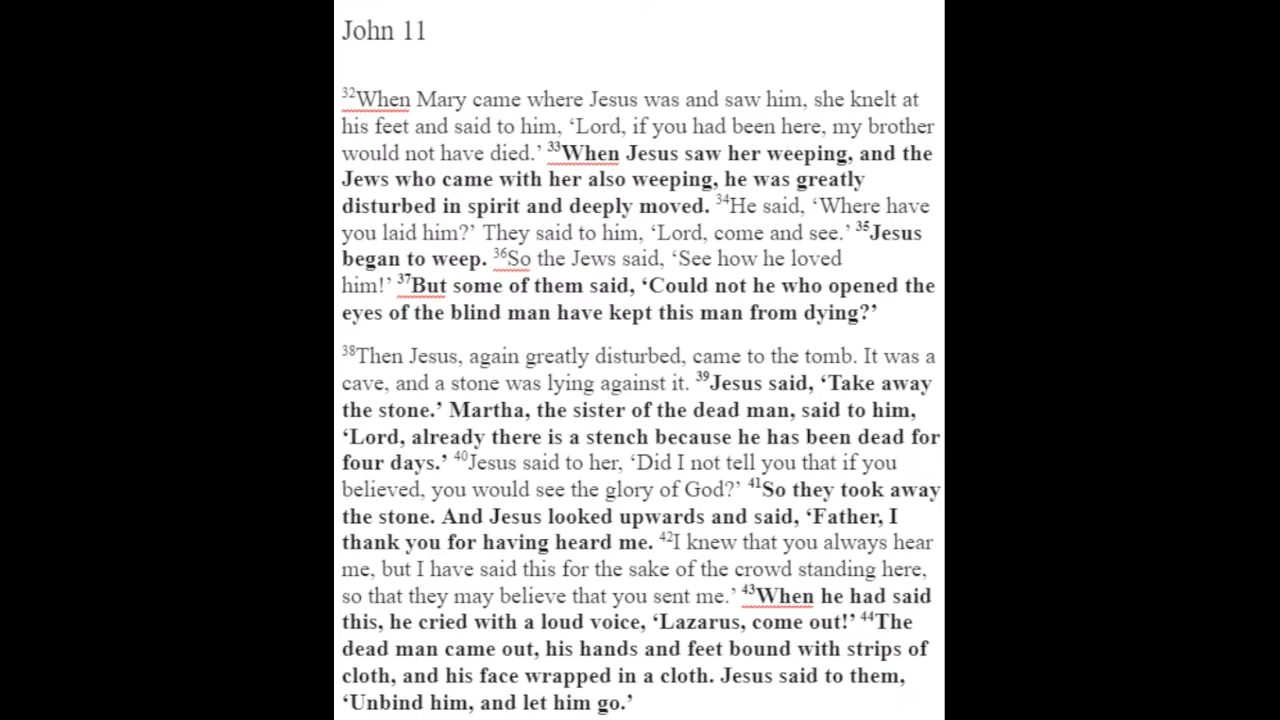 John 11
³²When Mary came where Jesus was and saw him, she knelt at
his feet and said to him, ‘Lord, if you had been here, my brother
would not have died.’ ³³When Jesus saw her weeping, and the
Jews who came with her also weeping, he was greatly
disturbed in spirit and deeply moved. ³⁴He said, ‘Where have
you laid him?’ They said to him, ‘Lord, come and see.’ ³⁵Jesus
began to weep. ³⁶So the Jews said, ‘See how he loved
him!’ ³⁷But some of them said, ‘Could not he who opened the
eyes of the blind man have kept this man from dying?’
³⁸Then Jesus, again greatly disturbed, came to the tomb. It was a
cave, and a stone was lying against it. ³⁹Jesus said, ‘Take away
the stone.’ Martha, the sister of the dead man, said to him,
‘Lord, already there is a stench because he has been dead for
four days.’ ⁴⁰Jesus said to her, ‘Did I not tell you that if you
believed, you would see the glory of God?’ ⁴¹So they took away
the stone. And Jesus looked upwards and said, ‘Father, I
thank you for having heard me. ⁴²I knew that you always hear
me, but I have said this for the sake of the crowd standing here,
so that they may believe that you sent me.’ ⁴³When he had said
this, he cried with a loud voice, ‘Lazarus, come out!’ ⁴⁴The
dead man came out, his hands and feet bound with strips of
cloth, and his face wrapped in a cloth. Jesus said to them,
‘Unbind him, and let him go.’